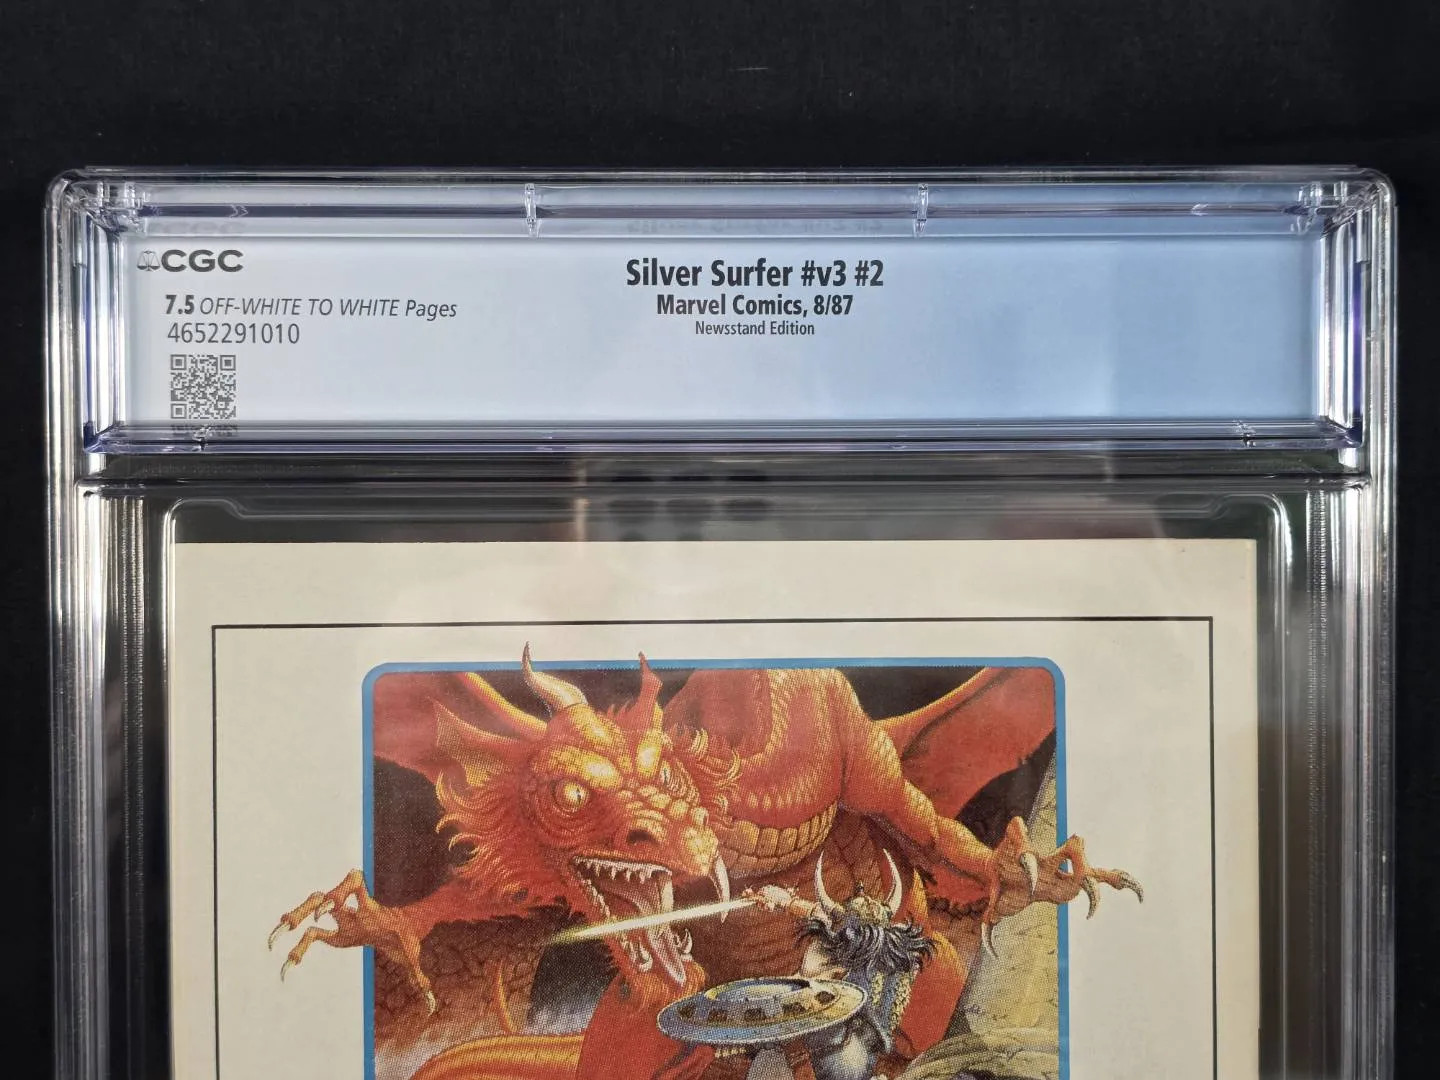 CGC
7.5 OFF-WHITE TO WHITE Pages
4652291010
Silver Surfer #v3 #2
Marvel Comics, 8/87
Newsstand Edition